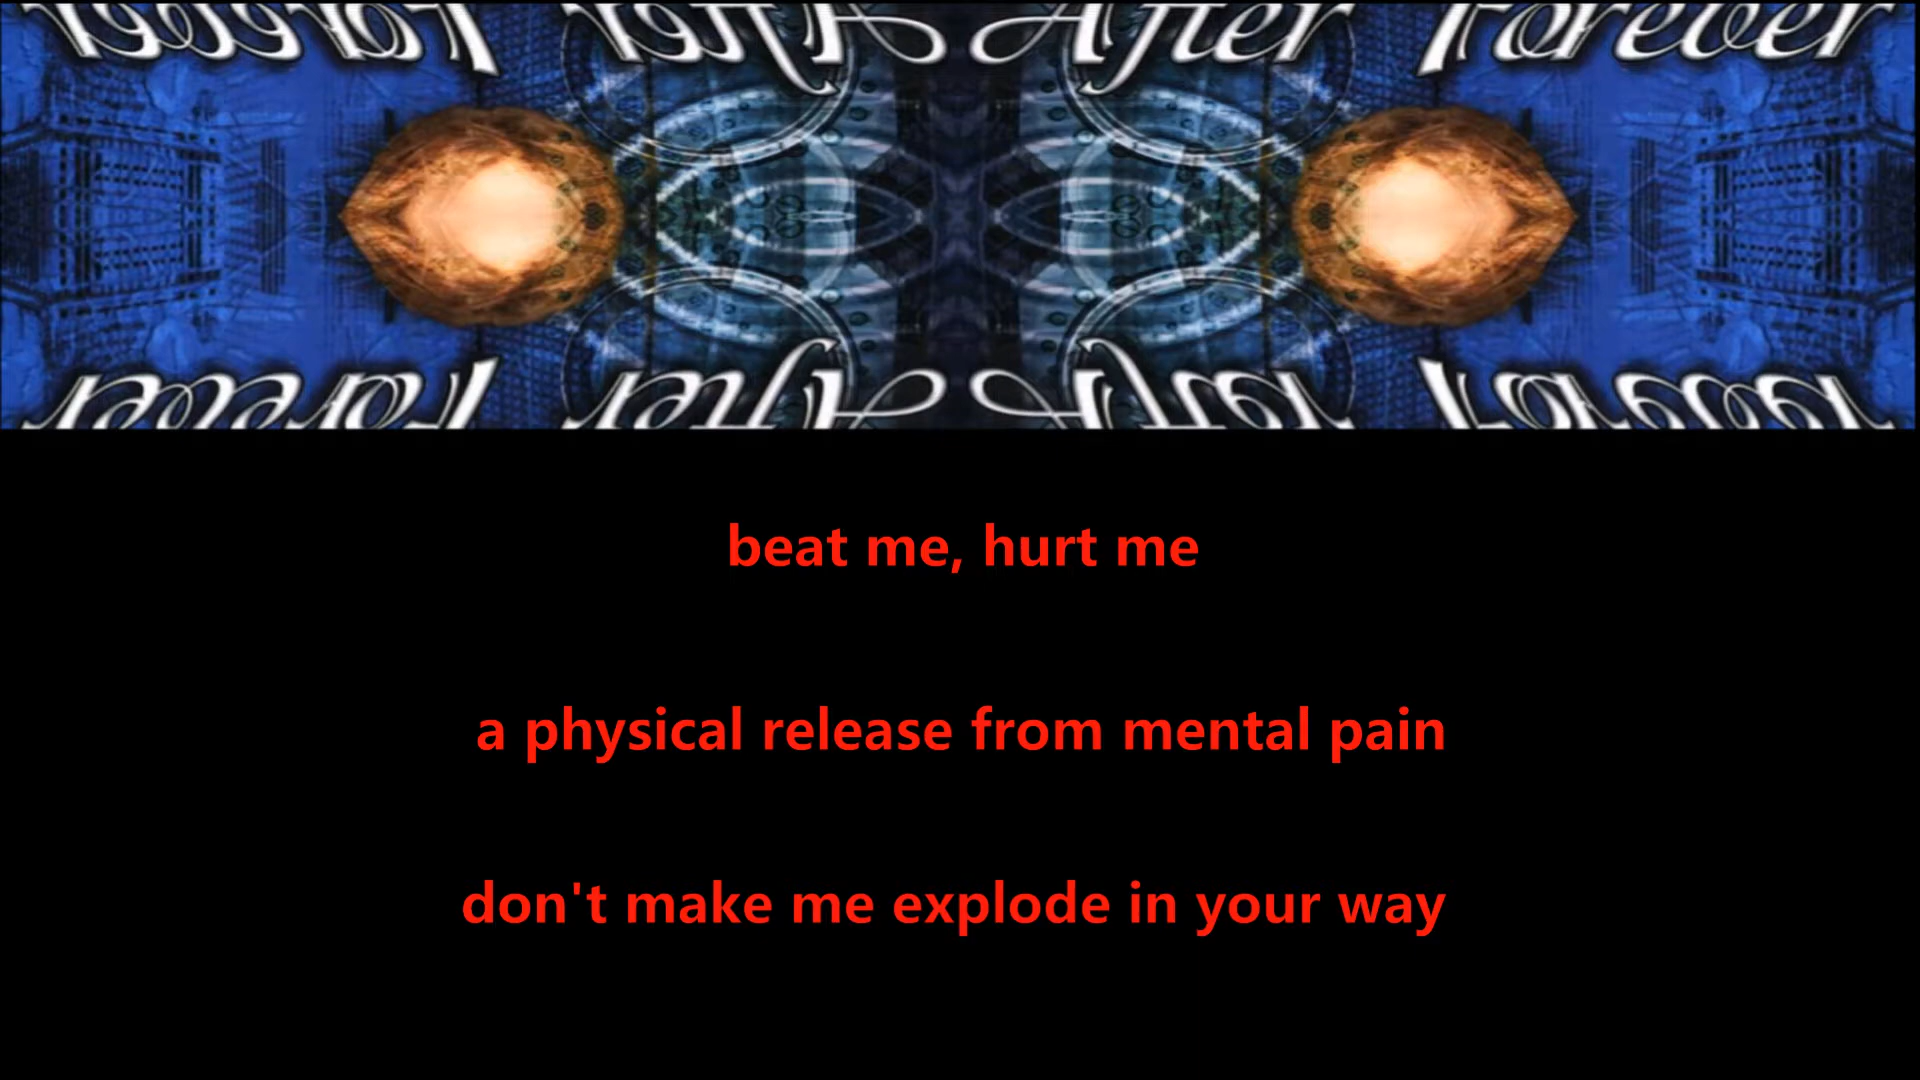 After Forever
beat me, hurt me
a physical release from mental pain
don't make me explode in your way